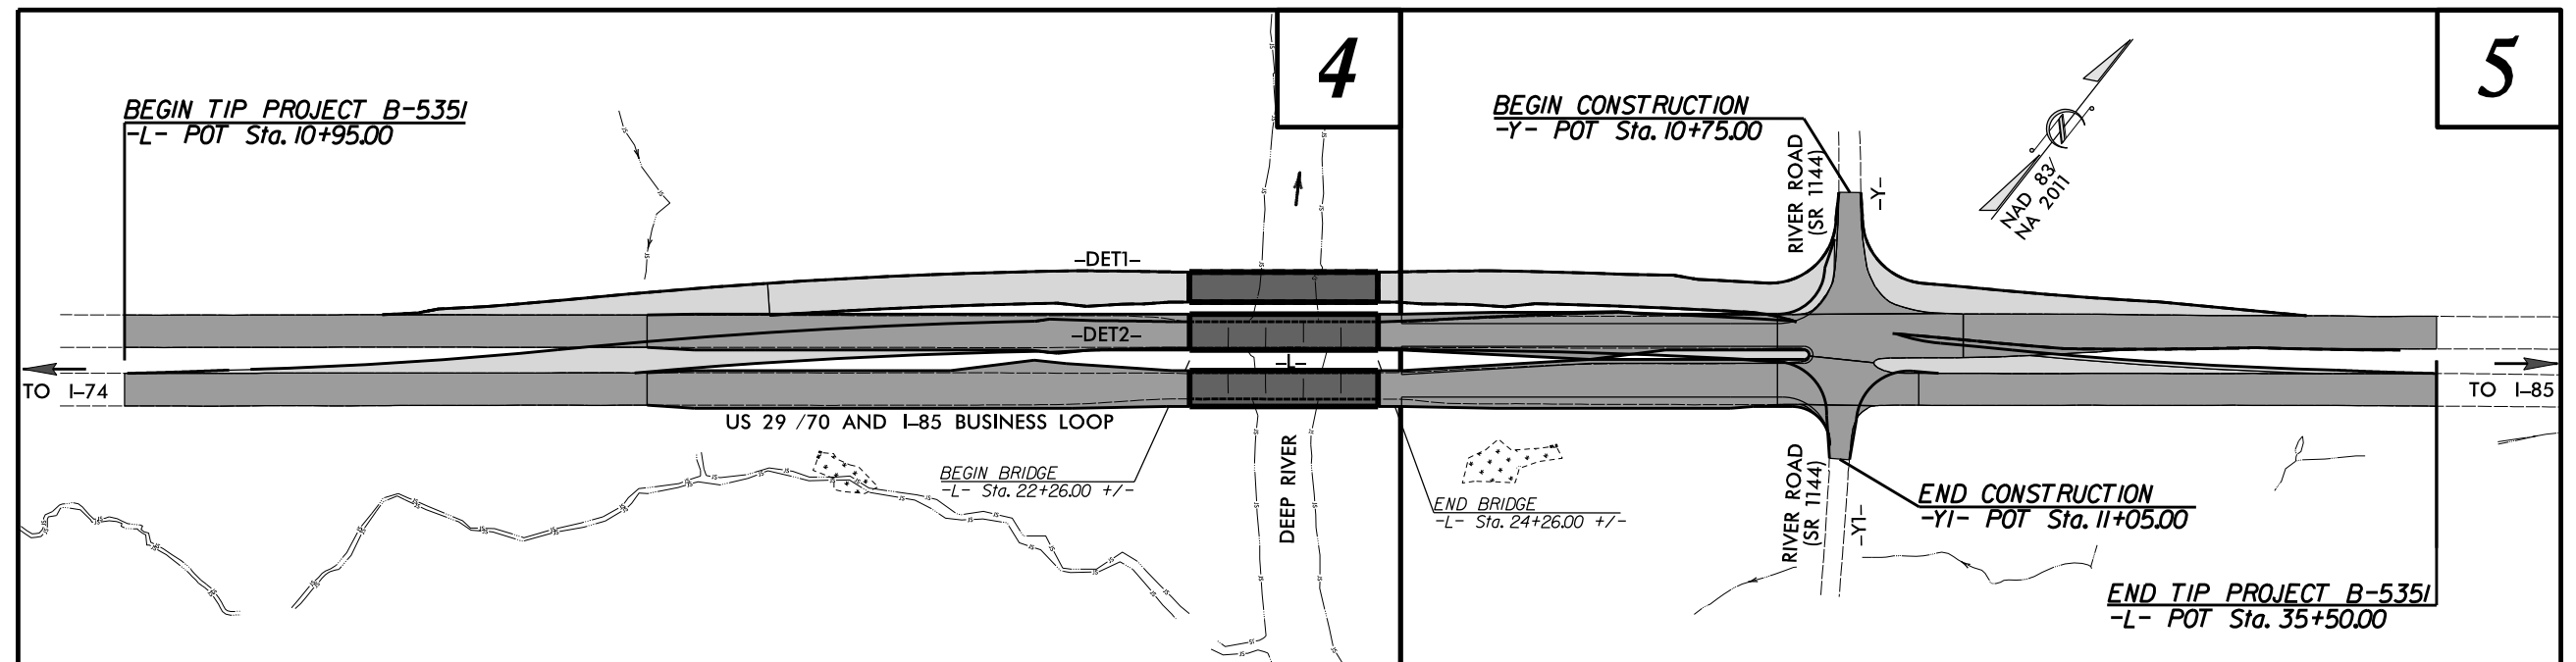 4
5
BEGIN TIP PROJECT B-5351
-L- POT Sta. 10+95.00
BEGIN CONSTRUCTION
-Y- POT Sta. 10+75.00
RIVER ROAD
(SR 1144)
-Y-
NAD 83/
NA 2011
-DET1-
-DET2-
-L-
TO I-74
TO I-85
US 29 /70 AND I-85 BUSINESS LOOP
BEGIN BRIDGE
-L- Sta. 22+26.00 +/-
DEEP RIVER
END BRIDGE
-L- Sta. 24+26.00 +/-
RIVER ROAD
(SR 1144)
-Y1-
END CONSTRUCTION
-Y1- POT Sta. 11+05.00
END TIP PROJECT B-5351
-L- POT Sta. 35+50.00